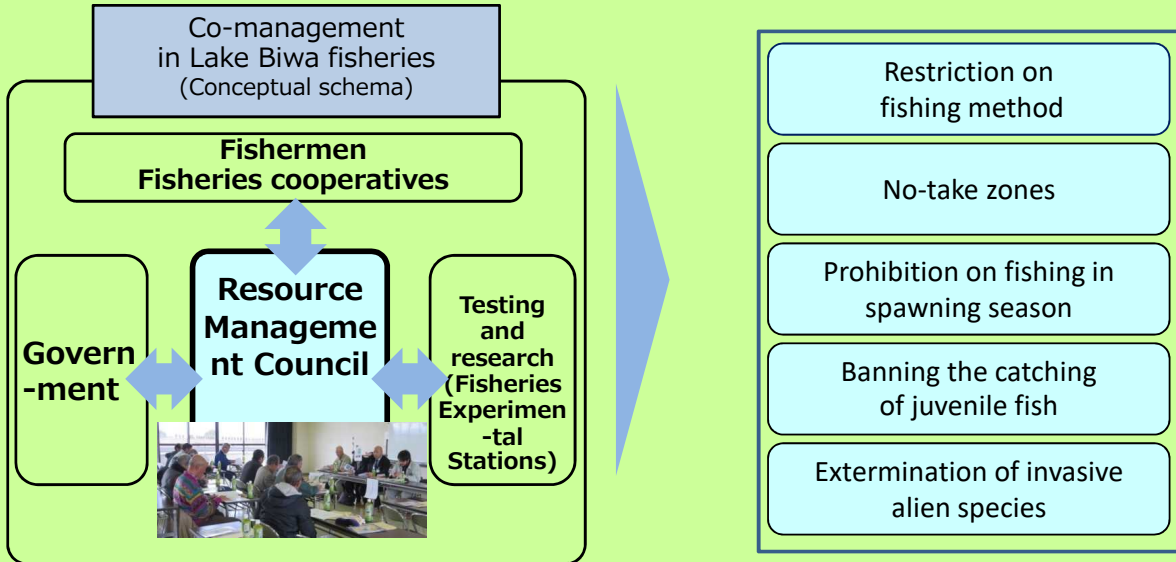 Co-management
in Lake Biwa fisheries
(Conceptual schema)
Fishermen
Fisheries cooperatives
Govern
-ment
Resource
Manageme
nt Council
Testing
and
research
(Fisheries
Experimen
-tal
Stations)
Restriction on
fishing method
No-take zones
Prohibition on fishing in
spawning season
Banning the catching
of juvenile fish
Extermination of invasive
alien species